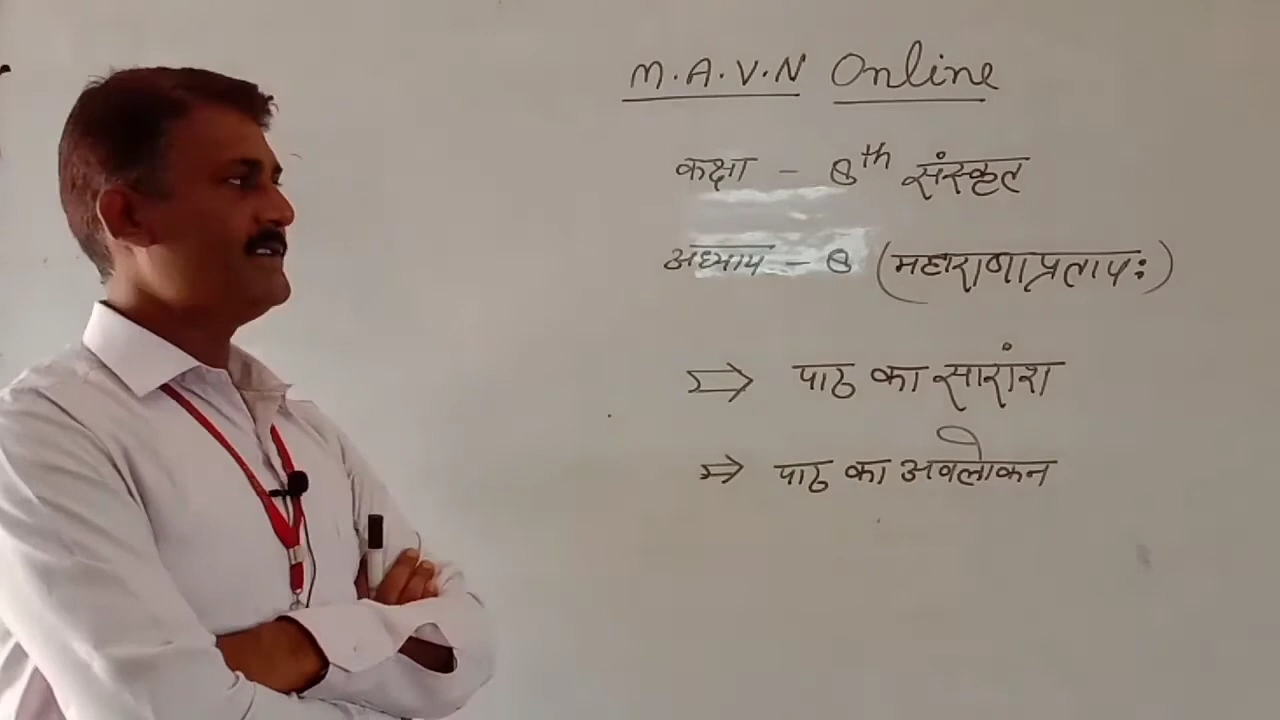 M.A.V.N Online
कक्षा - 8th संस्कृत
अध्याय - 8 (महाराणाप्रतापः)
⇒ पाठ का सारांश
⇒ पाठ का अवलोकन